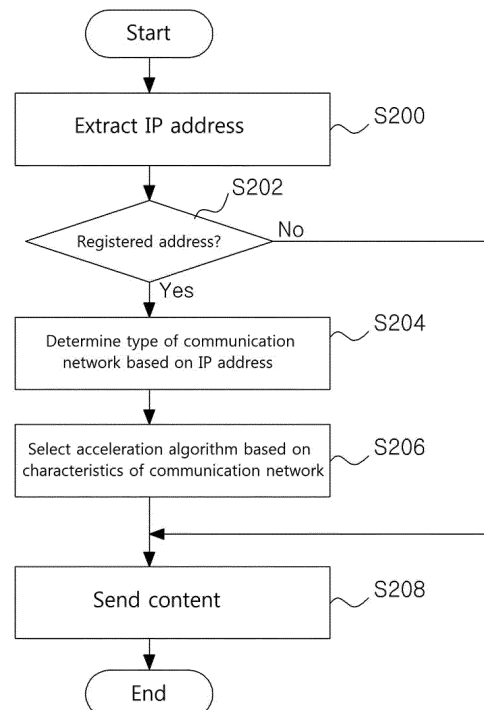 Start
Extract IP address
S200
S202
Registered address?
No
Yes
Determine type of communication
network based on IP address
S204
Select acceleration algorithm based on
characteristics of communication network
S206
Send content
S208
End